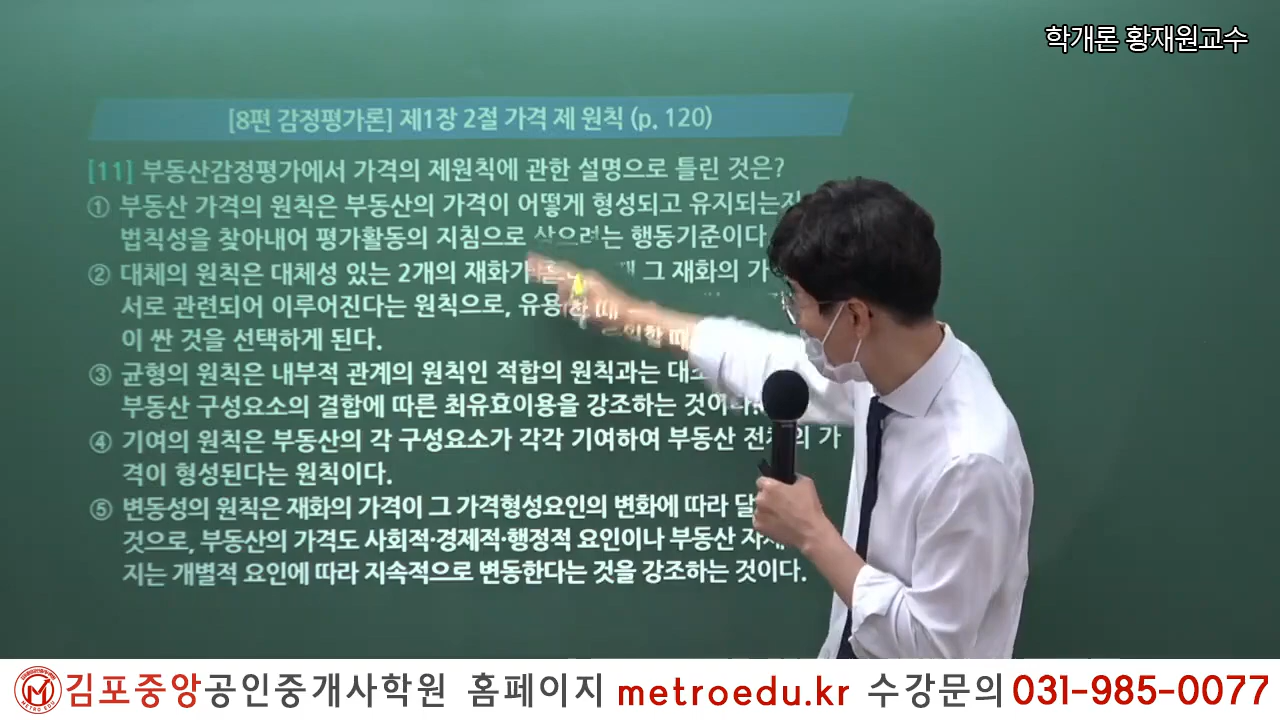 학개론 황재원교수
[8편 감정평가론] 제1장 2절 가격 제 원칙 (p. 120)
[11] 부동산감정평가에서 가격의 제원칙에 관한 설명으로 틀린 것은?
① 부동산 가격의 원칙은 부동산의 가격이 어떻게 형성되고 유지되는지
법칙성을 찾아내어 평가활동의 지침으로 삼으려는 행동기준이다
② 대체의 원칙은 대체성 있는 2개의 재화가 그 재화의 가
서로 관련되어 이루어진다는 원칙으로, 유용
이 싼 것을 선택하게 된다.
③ 균형의 원칙은 내부적 관계의 원칙인 적합의 원칙과는 대조
부동산 구성요소의 결합에 따른 최유효이용을 강조하는 것이다.
④ 기여의 원칙은 부동산의 각 구성요소가 각각 기여하여 부동산 전체의 가
격이 형성된다는 원칙이다.
⑤ 변동성의 원칙은 재화의 가격이 그 가격형성요인의 변화에 따라 달
것으로, 부동산의 가격도 사회적·경제적·행정적 요인이나 부동산 자체
지는 개별적 요인에 따라 지속적으로 변동한다는 것을 강조하는 것이다.
METRO EDU
김포중앙공인중개사학원 홈페이지 metroedu.kr 수강문의 031-985-0077